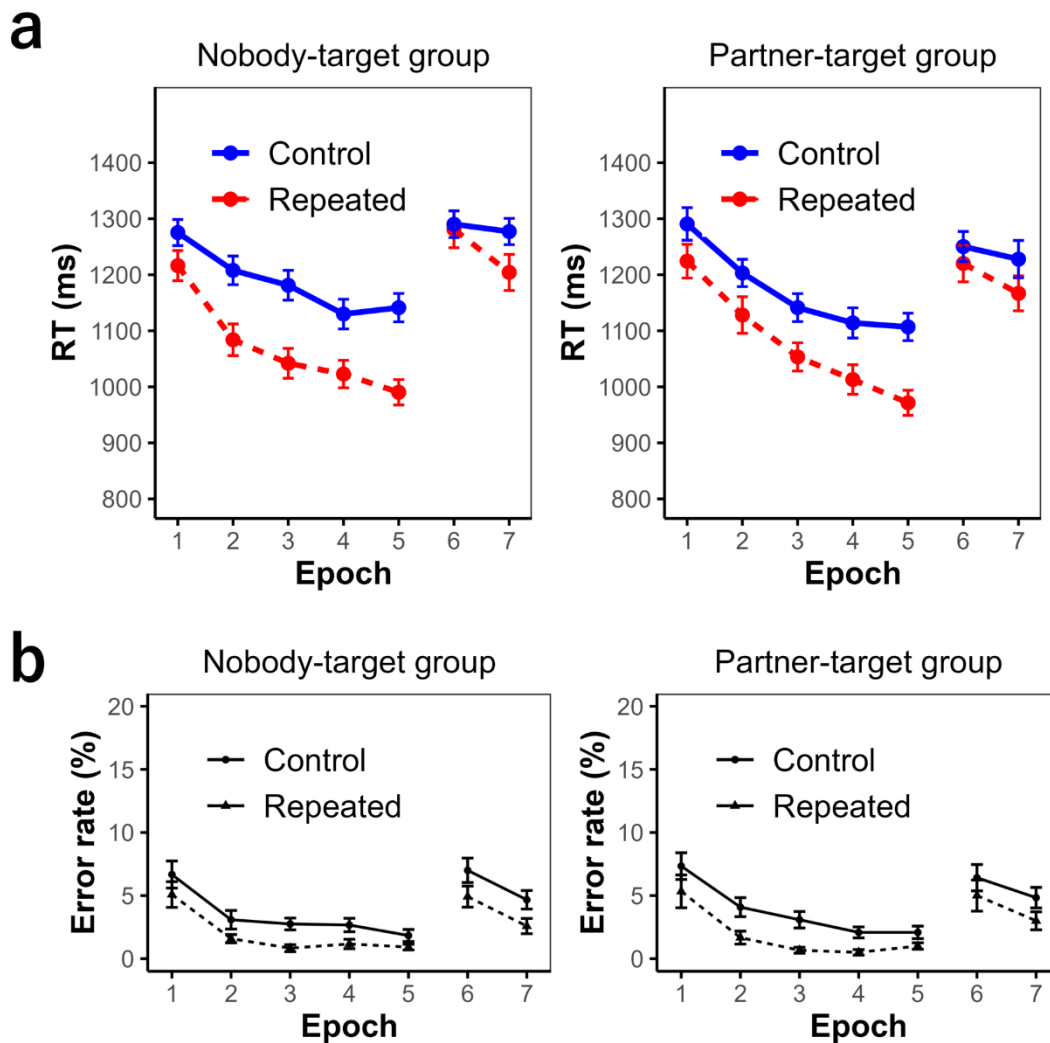 a
Nobody-target group
Partner-target group
Control
Repeated
Control
Repeated
RT (ms)
1400
1300
1200
1100
1000
900
800
1 2 3 4 5 6 7
Epoch
RT (ms)
1400
1300
1200
1100
1000
900
800
1 2 3 4 5 6 7
Epoch
b
Nobody-target group
Partner-target group
Control
Repeated
Control
Repeated
Error rate (%)
20
15
10
5
0
1 2 3 4 5 6 7
Epoch
Error rate (%)
20
15
10
5
0
1 2 3 4 5 6 7
Epoch